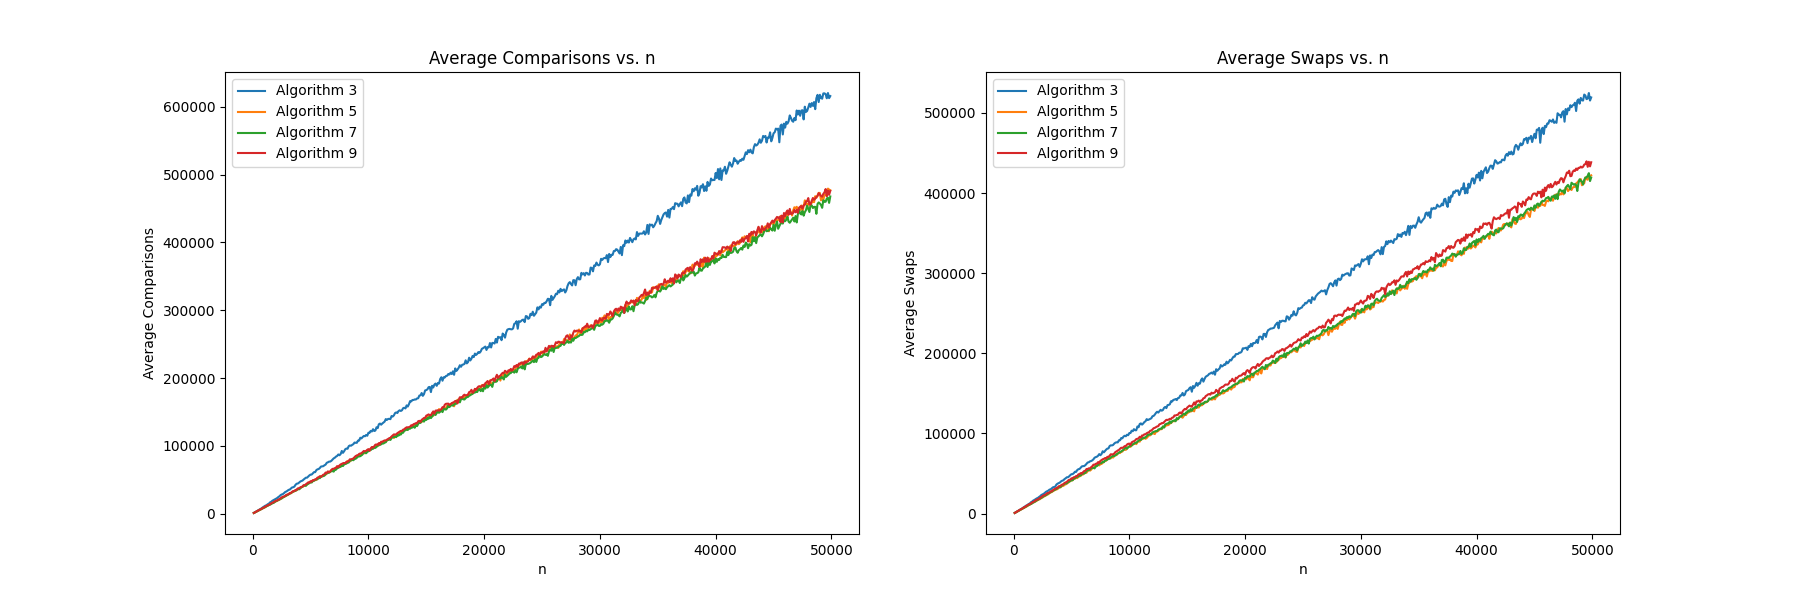 Average Comparisons vs. n
Algorithm 3
Algorithm 5
Algorithm 7
Algorithm 9
600000
500000
400000
300000
200000
100000
0
Average Comparisons
0 10000 20000 30000 40000 50000
n
Average Swaps vs. n
Algorithm 3
Algorithm 5
Algorithm 7
Algorithm 9
500000
400000
300000
200000
100000
0
Average Swaps
0 10000 20000 30000 40000 50000
n